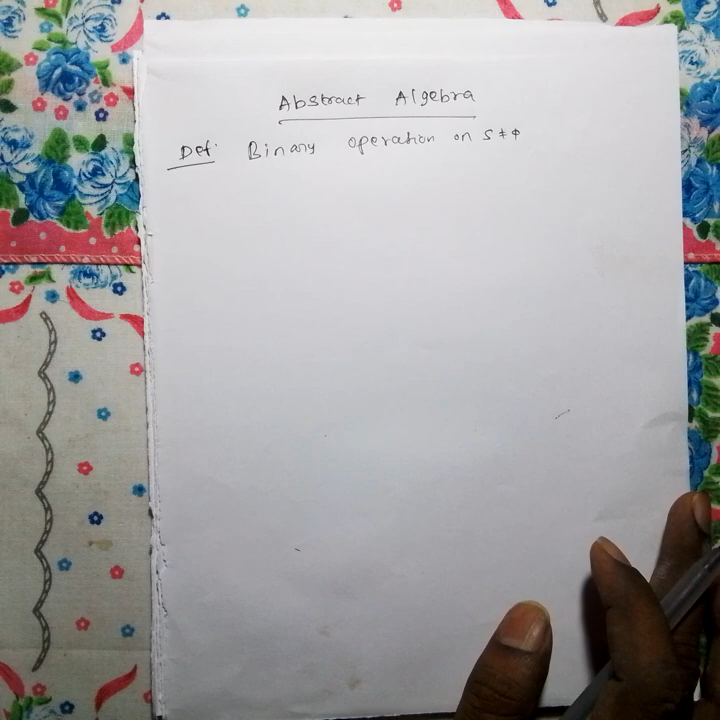 Abstract Algebra
Def: Binary operation on S ≠ φ